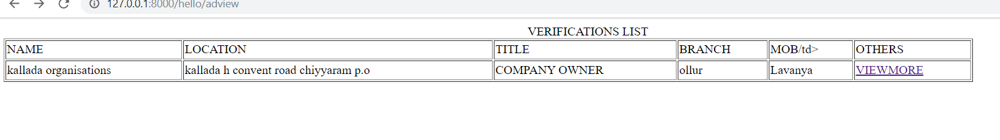 127.0.0.1:8000/hello/adview
VERIFICATIONS LIST
NAME LOCATION TITLE BRANCH MOB/td> OTHERS
kallada organisations kallada h convent road chiyyaram p.o COMPANY OWNER ollur Lavanya VIEWMORE